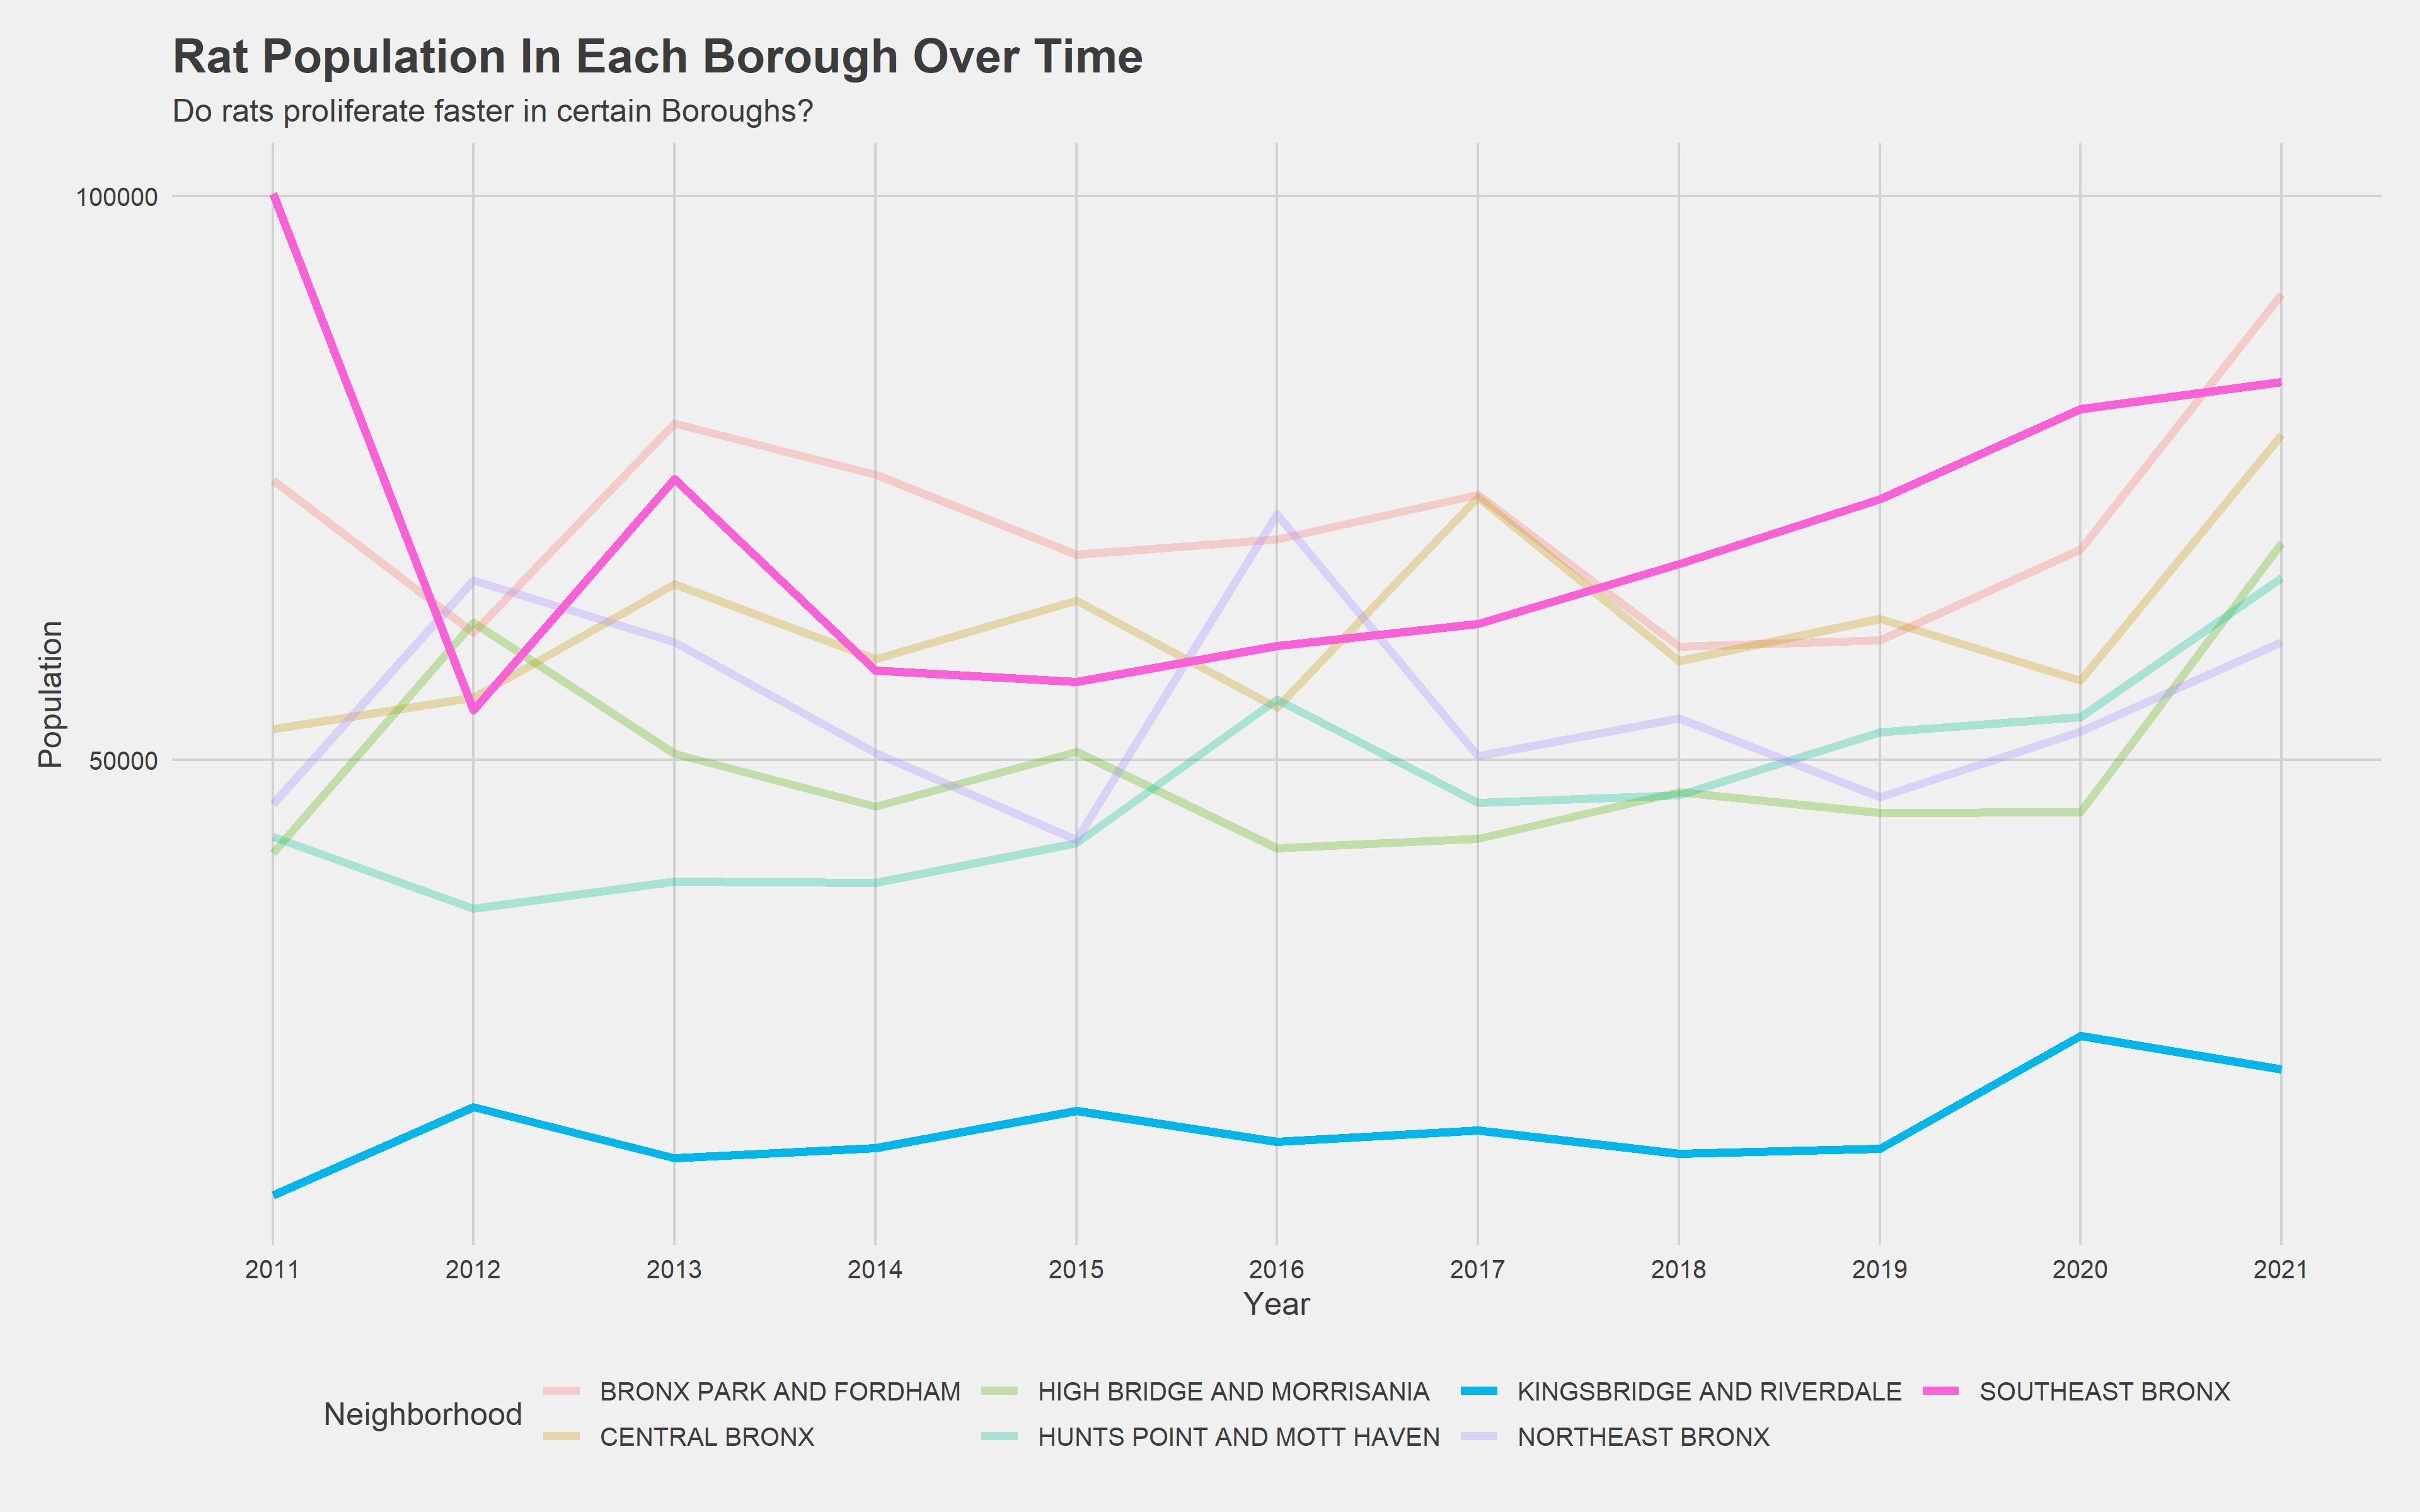 Rat Population In Each Borough Over Time
Do rats proliferate faster in certain Boroughs?
100000
50000
Population
2011 2012 2013 2014 2015 2016 2017 2018 2019 2020 2021
Year
Neighborhood
BRONX PARK AND FORDHAM HIGH BRIDGE AND MORRISANIA KINGSBRIDGE AND RIVERDALE SOUTHEAST BRONX
CENTRAL BRONX HUNTS POINT AND MOTT HAVEN NORTHEAST BRONX